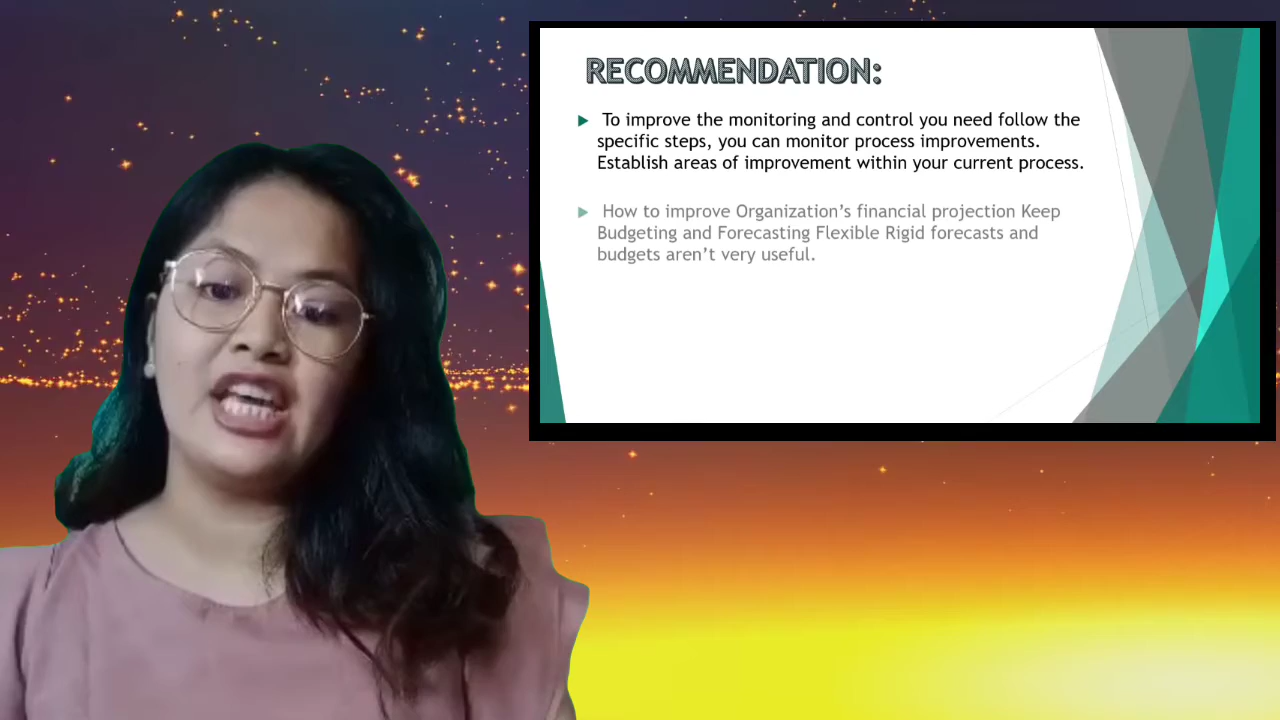 RECOMMENDATION:
To improve the monitoring and control you need follow the
specific steps, you can monitor process improvements.
Establish areas of improvement within your current process.
How to improve Organization's financial projection Keep
Budgeting and Forecasting Flexible Rigid forecasts and
budgets aren't very useful.